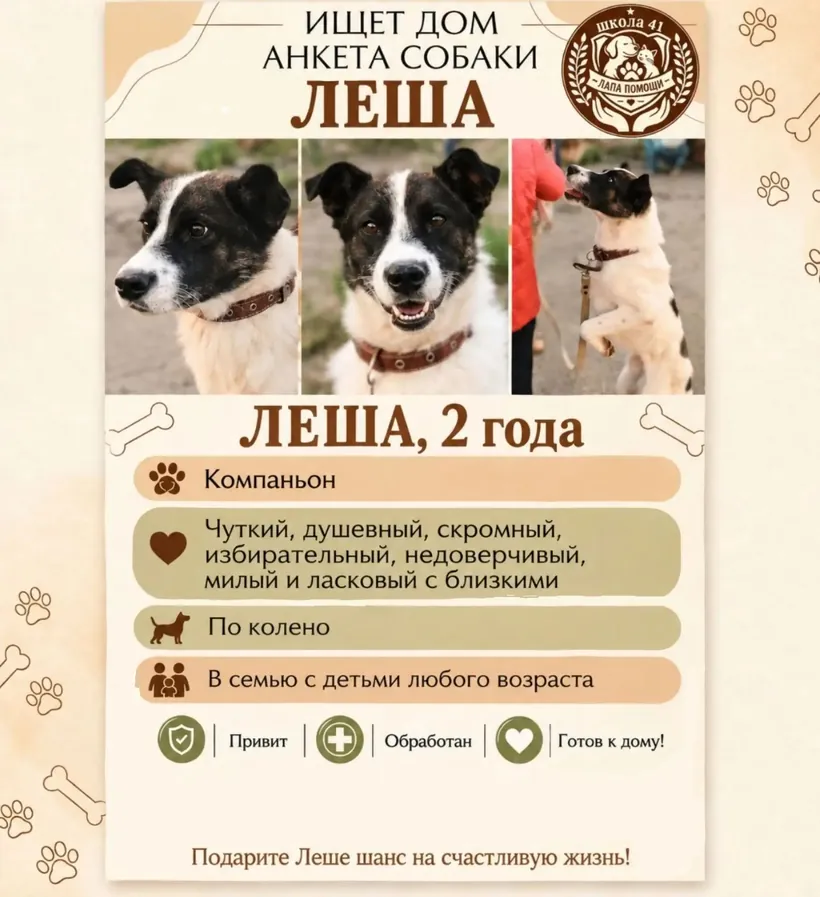 ИЩЕТ ДОМ
АНКЕТА СОБАКИ
ЛЕША
школа 41
ЛАПА ПОМОЩИ
ЛЕША, 2 года
Компаньон
Чуткий, душевный, скромный,
избирательный, недоверчивый,
милый и ласковый с близкими
По колено
В семью с детьми любого возраста
Привит
Обработан
Готов к дому!
Подарите Леше шанс на счастливую жизнь!